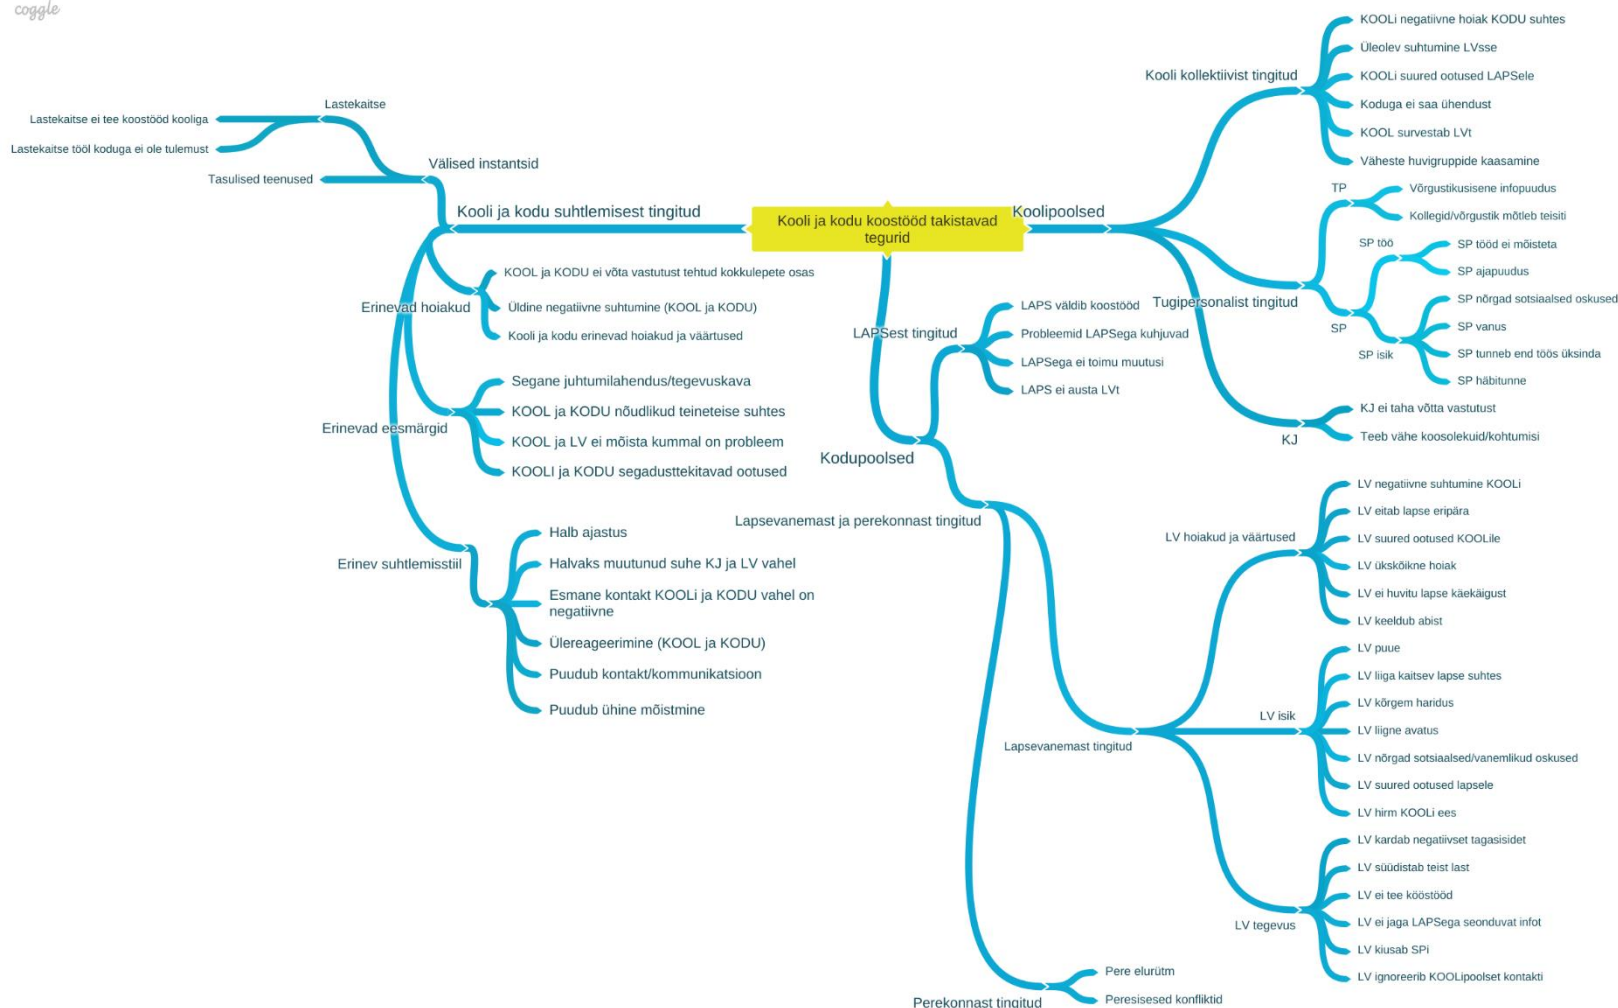 coggle
Kooli ja kodu koostööd takistavad
tegurid
Kooli ja kodu suhtlemisest tingitud
Välised instantsid
Lastekaitse
Lastekaitse ei tee koostööd kooliga
Lastekaitse tööl koduga ei ole tulemust
Tasulised teenused
Erinevad hoiakud
KOOL ja KODU ei võta vastutust tehtud kokkulepete osas
Üldine negatiivne suhtumine (KOOL ja KODU)
Kooli ja kodu erinevad hoiakud ja väärtused
Erinevad eesmärgid
Segane juhtumilahendus/tegevuskava
KOOL ja KODU nõudlikud teineteise suhtes
KOOL ja LV ei mõista kummal on probleem
KOOLI ja KODU segadusttekitavad ootused
Erinev suhtlemisstiil
Halb ajastus
Halvaks muutunud suhe KJ ja LV vahel
Esmane kontakt KOOLi ja KODU vahel on
negatiivne
Ülereageerimine (KOOL ja KODU)
Puudub kontakt/kommunikatsioon
Puudub ühine mõistmine
Koolipoolsed
Kooli kollektiivist tingitud
KOOLi negatiivne hoiak KODU suhtes
Üleolev suhtumine LVsse
KOOLi suured ootused LAPSele
Koduga ei saa ühendust
KOOL survestab LVt
Väheste huvigruppide kaasamine
Tugipersonalist tingitud
TP
Võrgustikusisene infopuudus
Kollegid/võrgustik mõtleb teisiti
SP
SP töö
SP tööd ei mõisteta
SP ajapuudus
SP isik
SP nõrgad sotsiaalsed oskused
SP vanus
SP tunneb end töös üksinda
SP häbitunne
KJ
KJ ei taha võtta vastutust
Teeb vähe koosolekuid/kohtumisi
Kodupoolsed
LAPSest tingitud
LAPS väldib koostööd
Probleemid LAPSega kuhjuvad
LAPSega ei toimu muutusi
LAPS ei austa LVt
Lapsevanemast ja perekonnast tingitud
Lapsevanemast tingitud
LV hoiakud ja väärtused
LV negatiivne suhtumine KOOLi
LV eitab lapse eripära
LV suured ootused KOOLile
LV ükskõikne hoiak
LV ei huvitu lapse käekäigust
LV keeldub abist
LV isik
LV puue
LV liiga kaitsev lapse suhtes
LV kõrgem haridus
LV liigne avatus
LV nõrgad sotsiaalsed/vanemlikud oskused
LV suured ootused lapsele
LV hirm KOOLi ees
LV tegevus
LV kardab negatiivset tagasisidet
LV süüdistab teist last
LV ei tee kööstööd
LV ei jaga LAPSega seonduvat infot
LV kiusab SPi
LV ignoreerib KOOLipoolset kontakti
Perekonnast tingitud
Pere elurütm
Peresisesed konfliktid